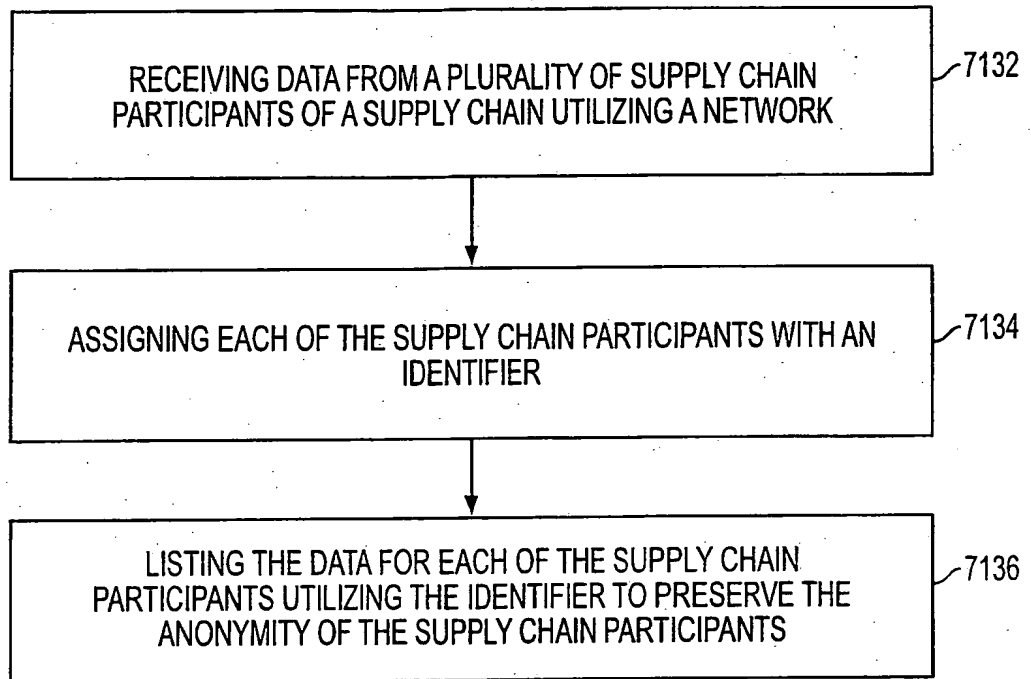 RECEIVING DATA FROM A PLURALITY OF SUPPLY CHAIN
PARTICIPANTS OF A SUPPLY CHAIN UTILIZING A NETWORK
7132
ASSIGNING EACH OF THE SUPPLY CHAIN PARTICIPANTS WITH AN
IDENTIFIER
7134
LISTING THE DATA FOR EACH OF THE SUPPLY CHAIN
PARTICIPANTS UTILIZING THE IDENTIFIER TO PRESERVE THE
ANONYMITY OF THE SUPPLY CHAIN PARTICIPANTS
7136